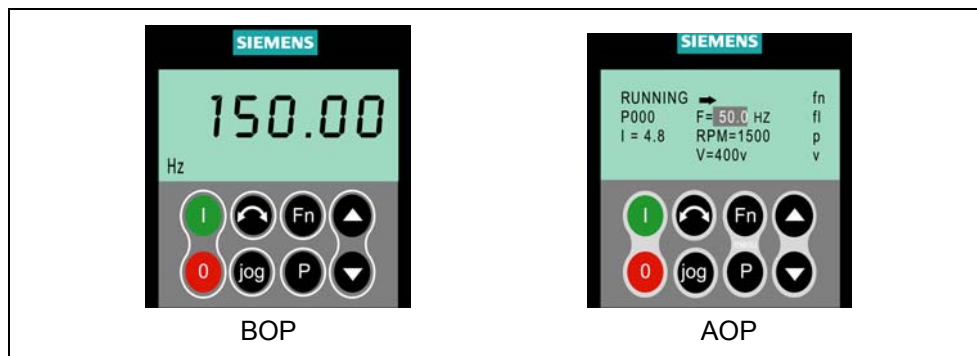 SIEMENS
150.00
Hz
I
Fn
0
jog
P
BOP
SIEMENS
RUNNING fn
P000 F= 50.0 HZ fl
I = 4.8 RPM=1500 p
V=400v v
I
Fn
0
jog
P
AOP